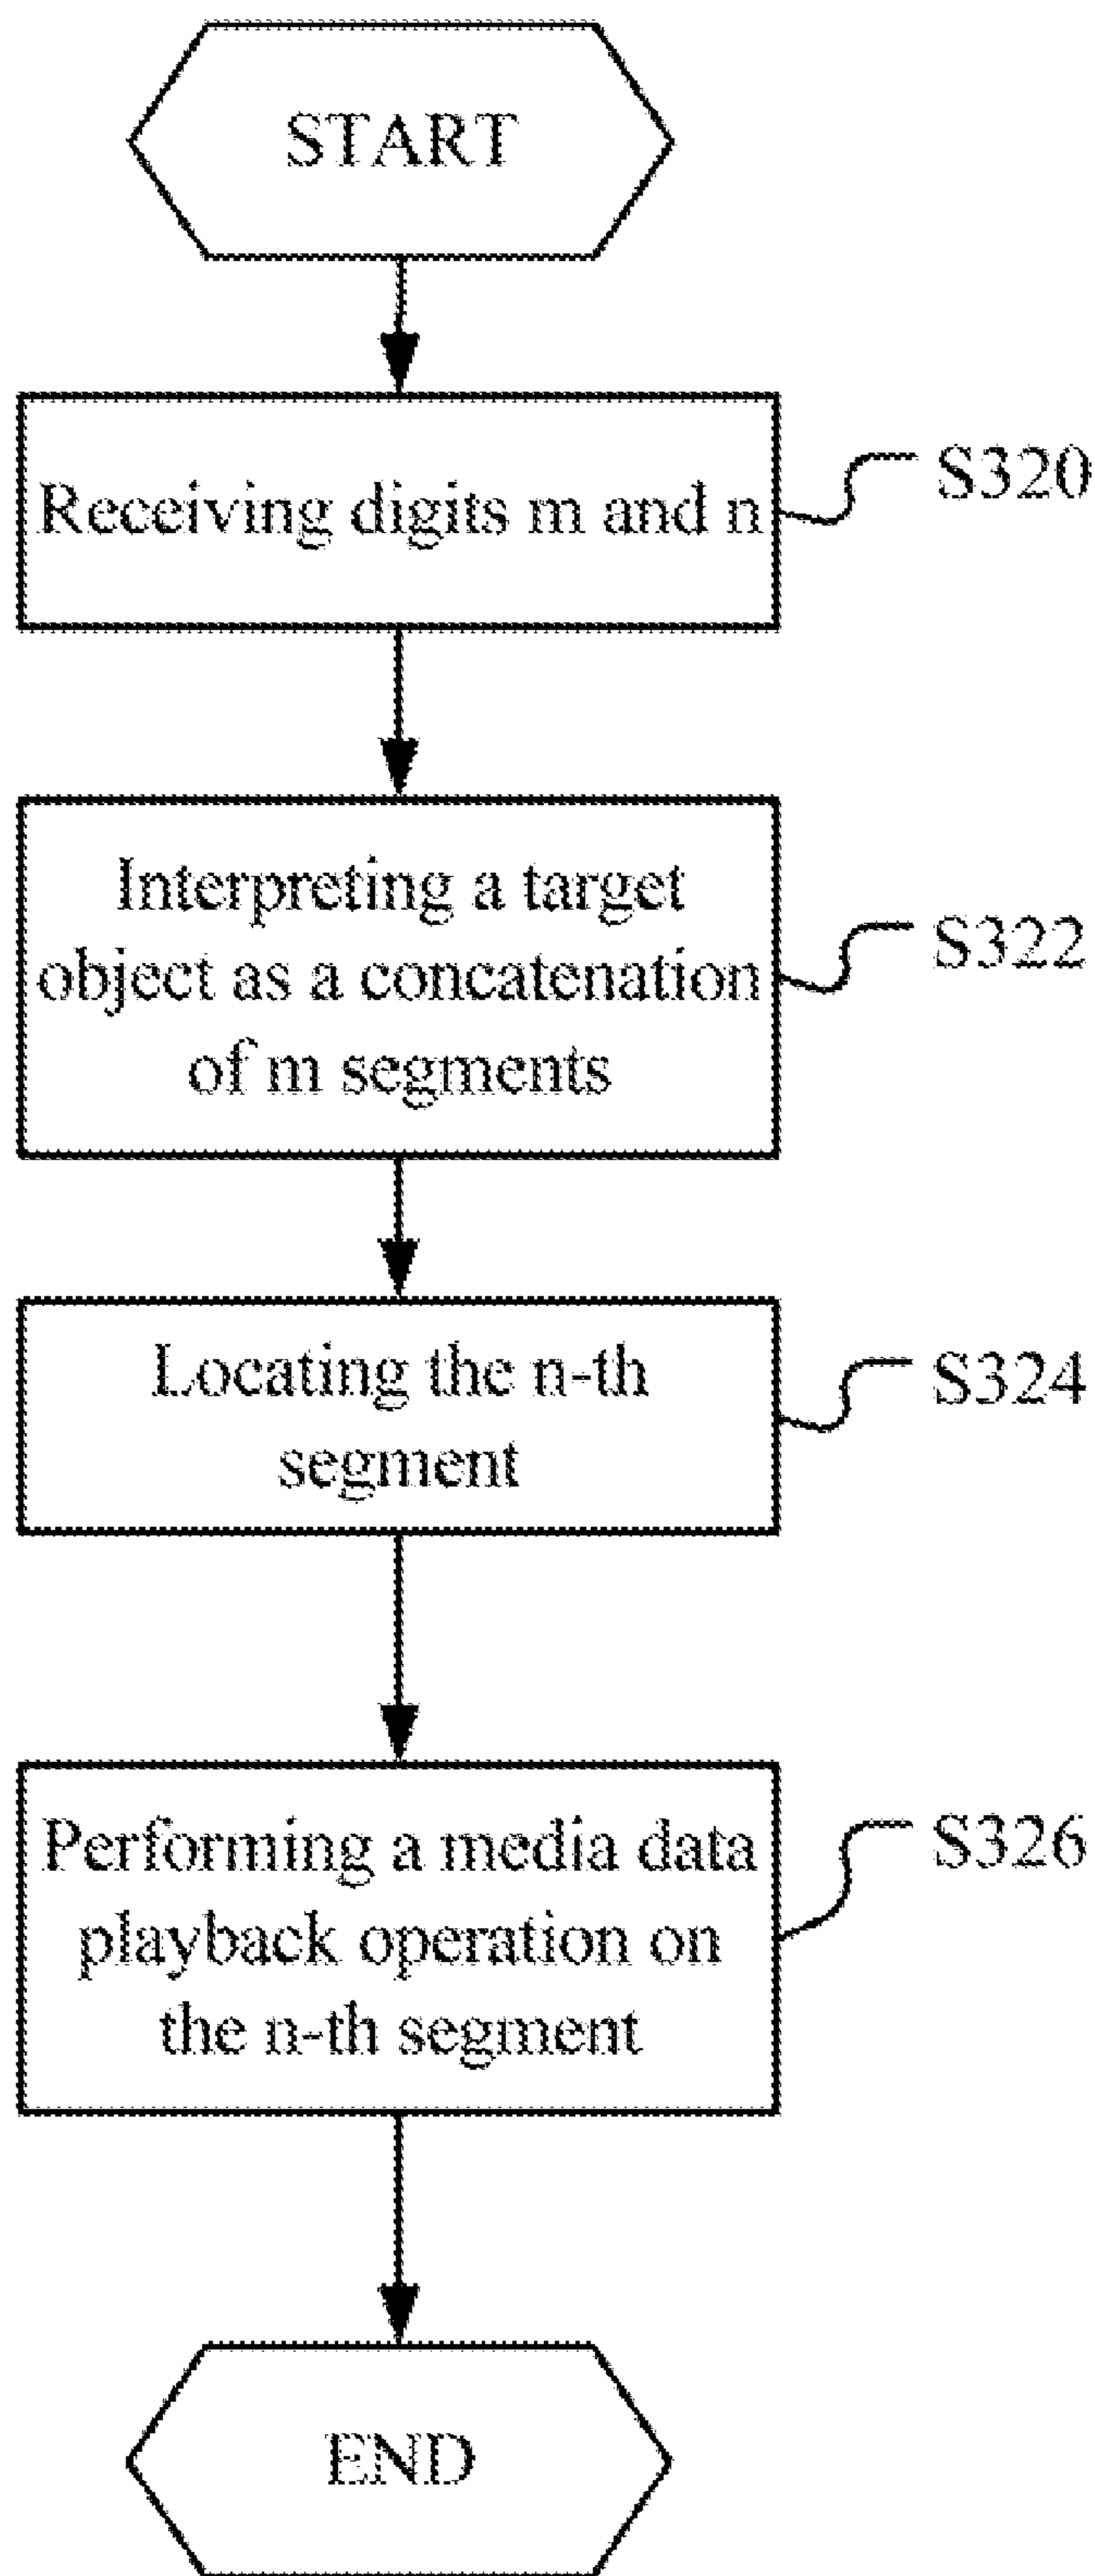 START
Receiving digits m and n
S320
Interpreting a target
object as a concatenation
of m segments
S322
Locating the n-th
segment
S324
Performing a media data
playback operation on
the n-th segment
S326
END